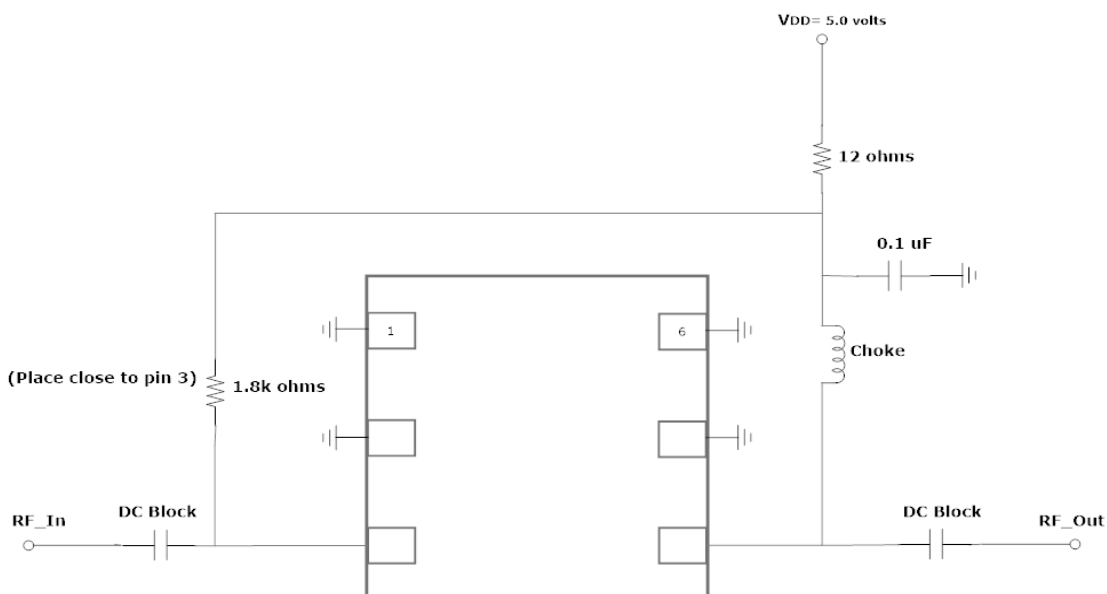 VDD= 5.0 volts
12 ohms
0.1 uF
1
6
Choke
(Place close to pin 3)
1.8k ohms
DC Block
DC Block
RF_In
RF_Out